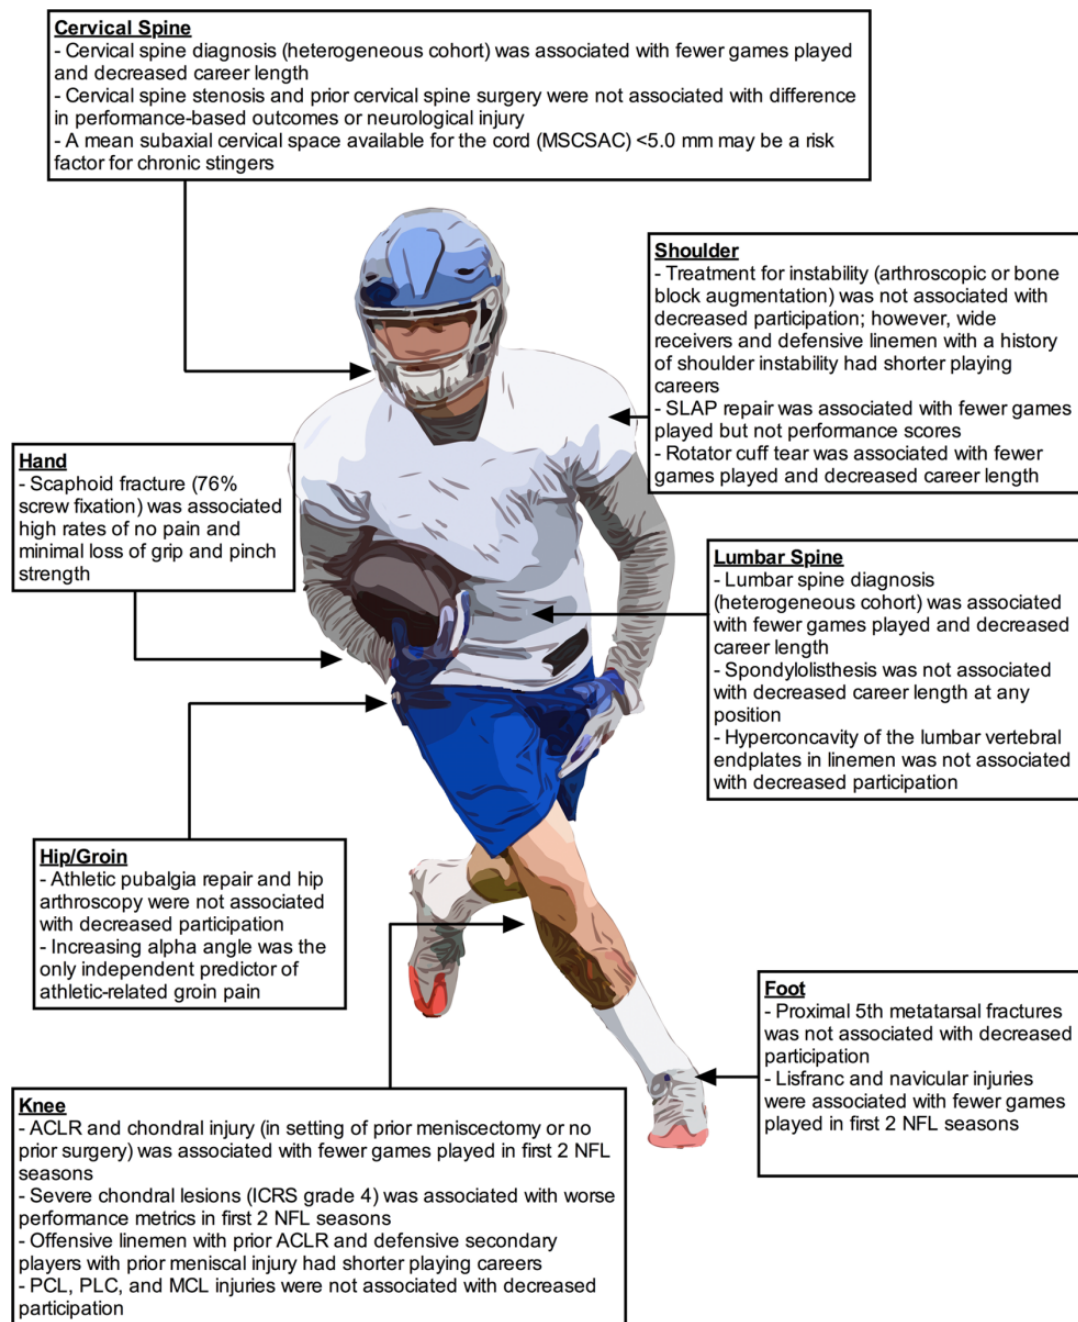 Cervical Spine
- Cervical spine diagnosis (heterogeneous cohort) was associated with fewer games played
and decreased career length
- Cervical spine stenosis and prior cervical spine surgery were not associated with difference
in performance-based outcomes or neurological injury
- A mean subaxial cervical space available for the cord (MSCSAC) <5.0 mm may be a risk
factor for chronic stingers
Shoulder
- Treatment for instability (arthroscopic or bone
block augmentation) was not associated with
decreased participation; however, wide
receivers and defensive linemen with a history
of shoulder instability had shorter playing
careers
- SLAP repair was associated with fewer games
played but not performance scores
- Rotator cuff tear was associated with fewer
games played and decreased career length
Hand
- Scaphoid fracture (76%
screw fixation) was associated
high rates of no pain and
minimal loss of grip and pinch
strength
Lumbar Spine
- Lumbar spine diagnosis
(heterogeneous cohort) was associated
with fewer games played and decreased
career length
- Spondylolisthesis was not associated
with decreased career length at any
position
- Hyperconcavity of the lumbar vertebral
endplates in linemen was not associated
with decreased participation
Hip/Groin
- Athletic pubalgia repair and hip
arthroscopy were not associated
with decreased participation
- Increasing alpha angle was the
only independent predictor of
athletic-related groin pain
Foot
- Proximal 5th metatarsal fractures
was not associated with decreased
participation
- Lisfranc and navicular injuries
were associated with fewer games
played in first 2 NFL seasons
Knee
- ACLR and chondral injury (in setting of prior meniscectomy or no
prior surgery) was associated with fewer games played in first 2 NFL
seasons
- Severe chondral lesions (ICRS grade 4) was associated with worse
performance metrics in first 2 NFL seasons
- Offensive linemen with prior ACLR and defensive secondary
players with prior meniscal injury had shorter playing careers
- PCL, PLC, and MCL injuries were not associated with decreased
participation